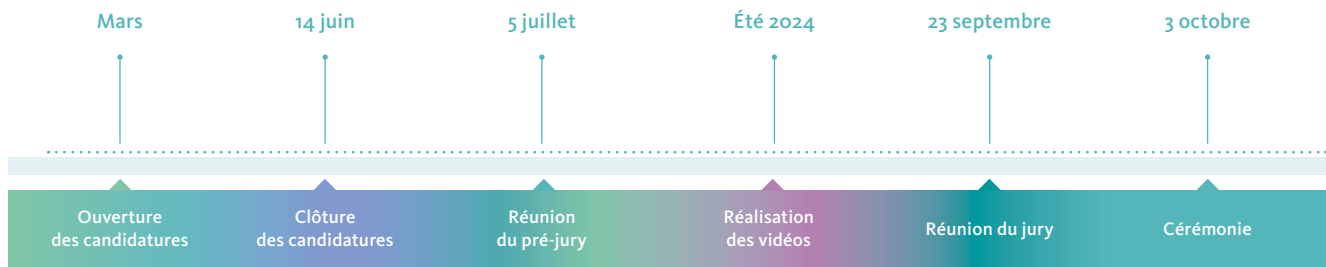 Mars
14 juin
5 juillet
Été 2024
23 septembre
3 octobre
Ouverture
des candidatures
Clôture
des candidatures
Réunion
du pré-jury
Réalisation
des vidéos
Réunion du jury
Cérémonie